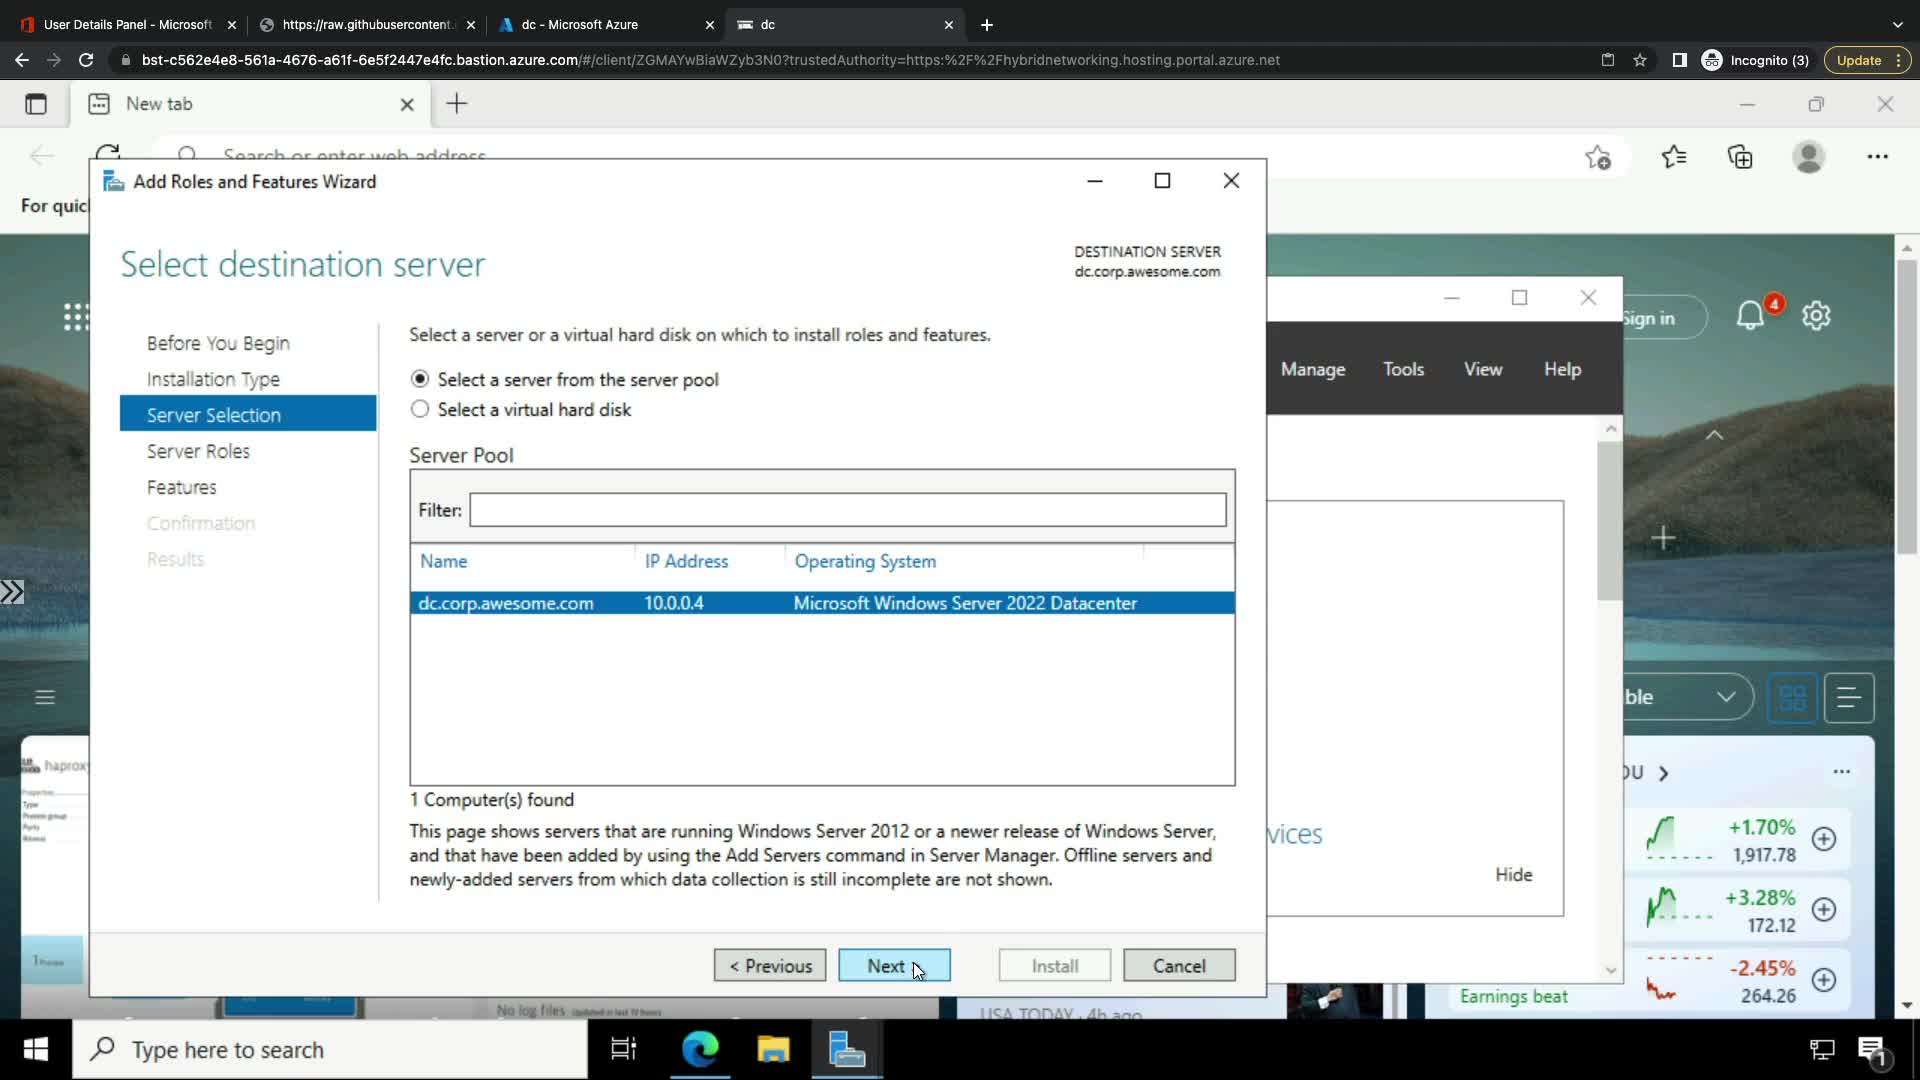 User Details Panel - Microsoft
https://raw.githubusercontent.
dc - Microsoft Azure
dc
bst-c562e4e8-561a-4676-a61f-6e5f2447e4fc.bastion.azure.com/#/client/ZGMAYwBiaWZyb3N0?trustedAuthority=https:%2F%2Fhybridnetworking.hosting.portal.azure.net
Incognito (3)
Update
New tab
Search or enter web address
For quic
Add Roles and Features Wizard
Select destination server
DESTINATION SERVER
dc.corp.awesome.com
Before You Begin
Installation Type
Server Selection
Server Roles
Features
Confirmation
Results
Select a server or a virtual hard disk on which to install roles and features.
Select a server from the server pool
Select a virtual hard disk
Server Pool
Filter:
Name IP Address Operating System
dc.corp.awesome.com 10.0.0.4 Microsoft Windows Server 2022 Datacenter
1 Computer(s) found
This page shows servers that are running Windows Server 2012 or a newer release of Windows Server,
and that have been added by using the Add Servers command in Server Manager. Offline servers and
newly-added servers from which data collection is still incomplete are not shown.
< Previous
Next
Install
Cancel
Manage Tools View Help
vices
Hide
Sign in
4
ble
OU
+1.70%
1,917.78
+3.28%
172.12
-2.45%
264.26
Earnings beat
haproxy
Type
No log files
USA TODAY · 4h ago
Type here to search
1